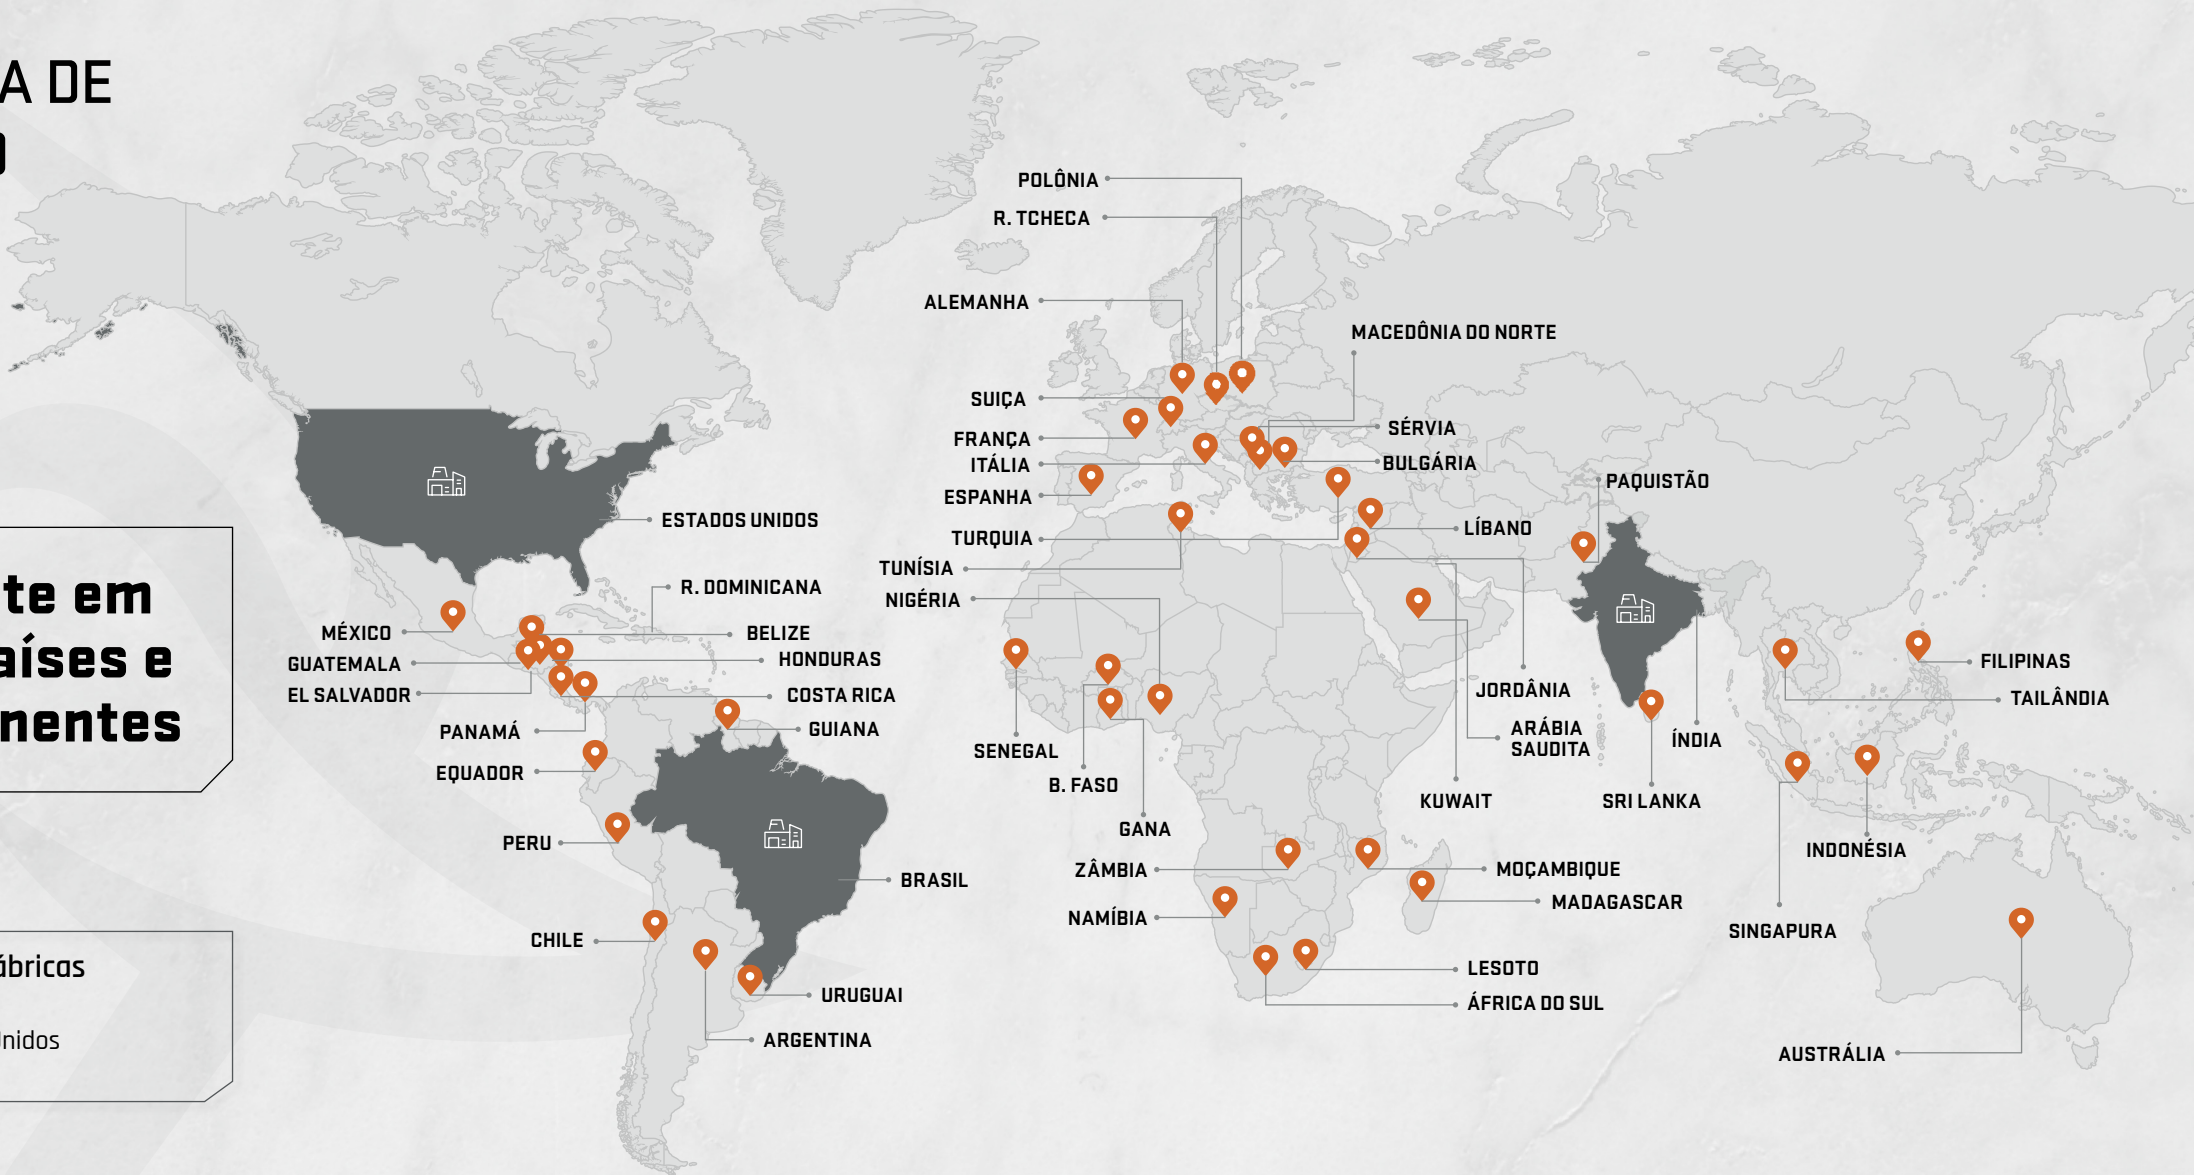 A DE
te em
aíses e
nentes
ábricas
Unidos
POLÔNIA
R. TCHECA
ALEMANHA
MACEDÔNIA DO NORTE
SUIÇA
FRANÇA
ITÁLIA
ESPANHA
SÉRVIA
BULGÁRIA
PAQUISTÃO
ESTADOS UNIDOS
LÍBANO
TURQUIA
TUNÍSIA
NIGÉRIA
R. DOMINICANA
MÉXICO
BELIZE
GUATEMALA
HONDURAS
EL SALVADOR
COSTA RICA
PANAMÁ
GUIANA
EQUADOR
PERU
BRASIL
CHILE
URUGUAI
ARGENTINA
SENEGAL
B. FASO
GANA
ZÂMBIA
NAMÍBIA
JORDÂNIA
ARÁBIA
SAUDITA
KUWAIT
ÍNDIA
SRI LANKA
FILIPINAS
TAILÂNDIA
INDONÉSIA
SINGAPURA
MOÇAMBIQUE
MADAGASCAR
LESOTO
ÁFRICA DO SUL
AUSTRÁLIA